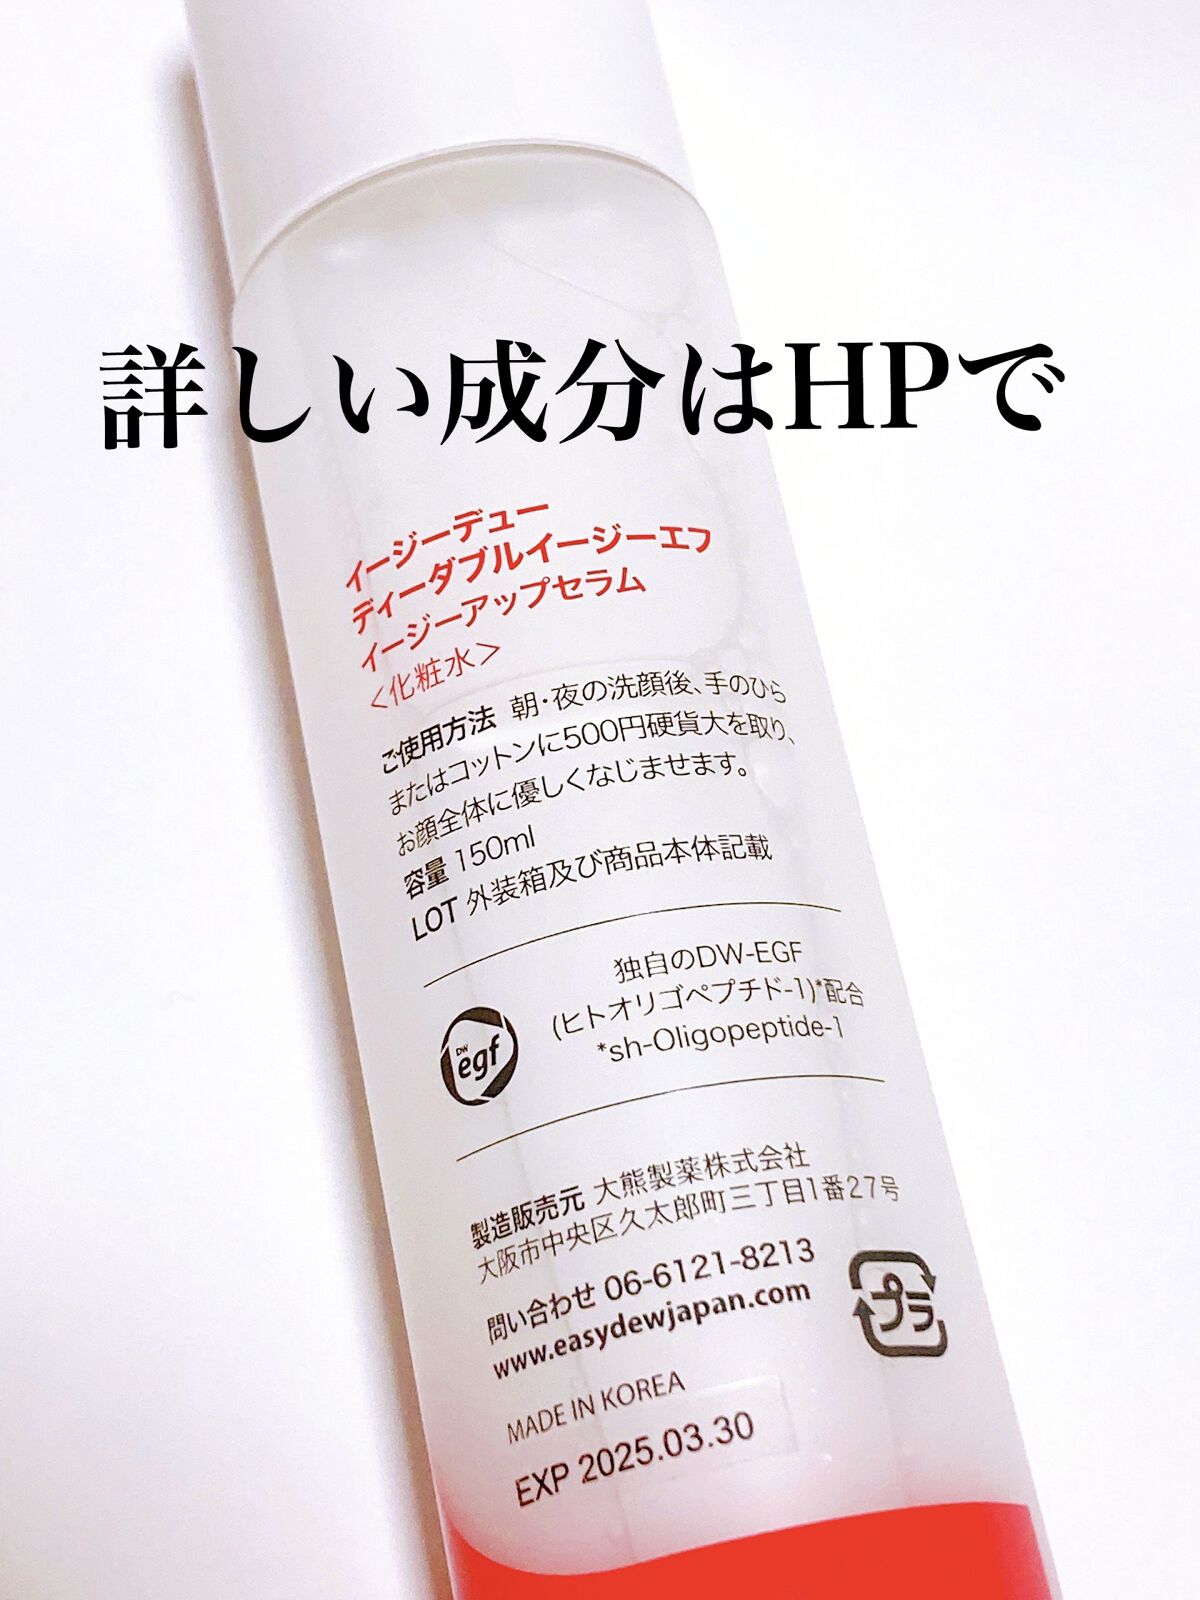 詳しい成分はHPで
イージーデュー
ディーダブルイージーエフ
イージーアップセラム
<化粧水>
ご使用方法 朝・夜の洗顔後、手のひら
またはコットンに500円硬貨大を取り、
お顔全体に優しくなじませます。
容量 150ml
LOT 外装箱及び商品本体記載
DW
egf
独自のDW-EGF
(ヒトオリゴペプチド-1)*配合
*sh-Oligopeptide-1
製造販売元 大熊製薬株式会社
大阪市中央区久太郎町三丁目1番27号
問い合わせ 06-6121-8213
www.easydewjapan.com
プラ
MADE IN KOREA
EXP 2025.03.30